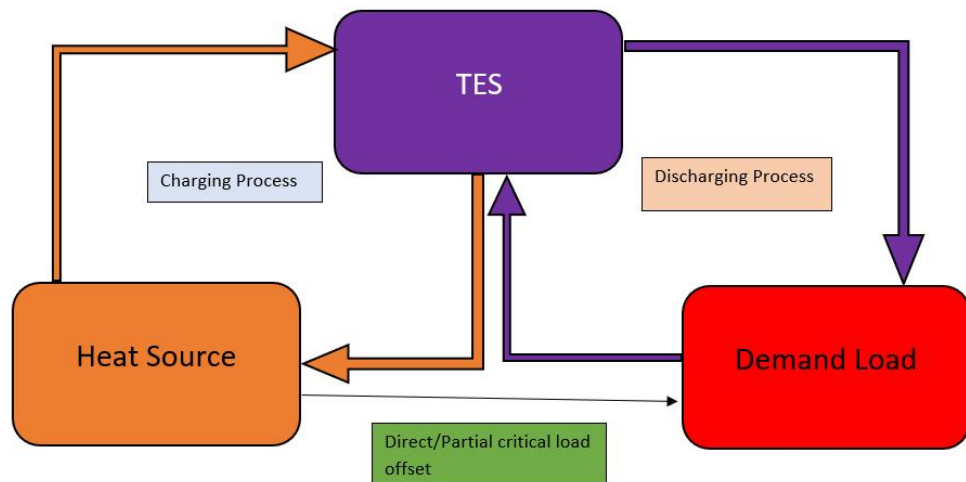 TES
Charging Process
Discharging Process
Heat Source
Demand Load
Direct/Partial critical load
offset